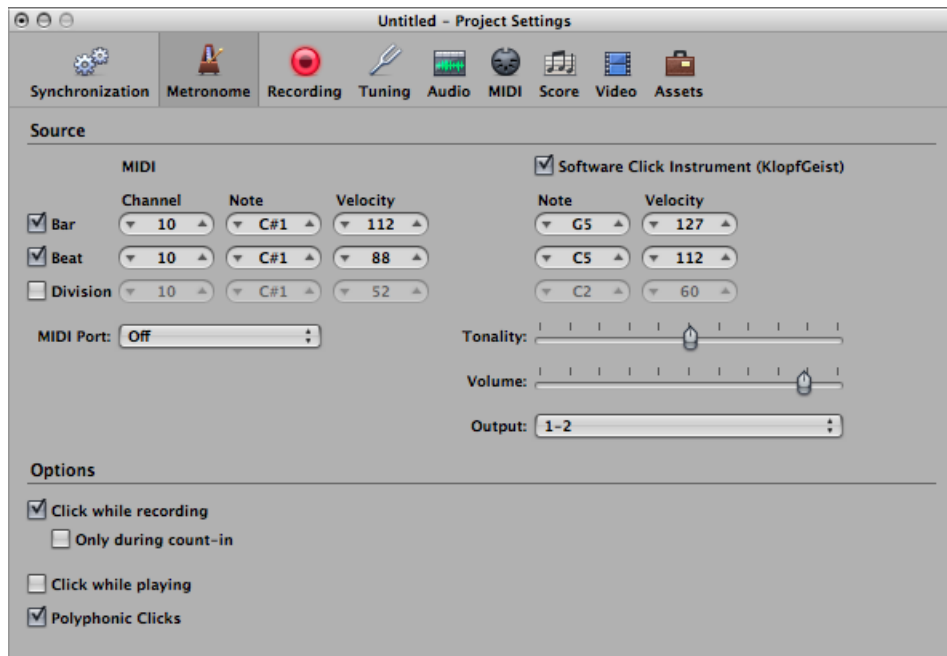 Untitled – Project Settings
Synchronization Metronome Recording Tuning Audio MIDI Score Video Assets
Source
MIDI
Software Click Instrument (KlopfGeist)
Channel Note Velocity Note Velocity
Bar 10 C#1 112 G5 127
Beat 10 C#1 88 C5 112
Division 10 C#1 52 C2 60
MIDI Port: Off Tonality:
Volume:
Output: 1–2
Options
Click while recording
Only during count-in
Click while playing
Polyphonic Clicks